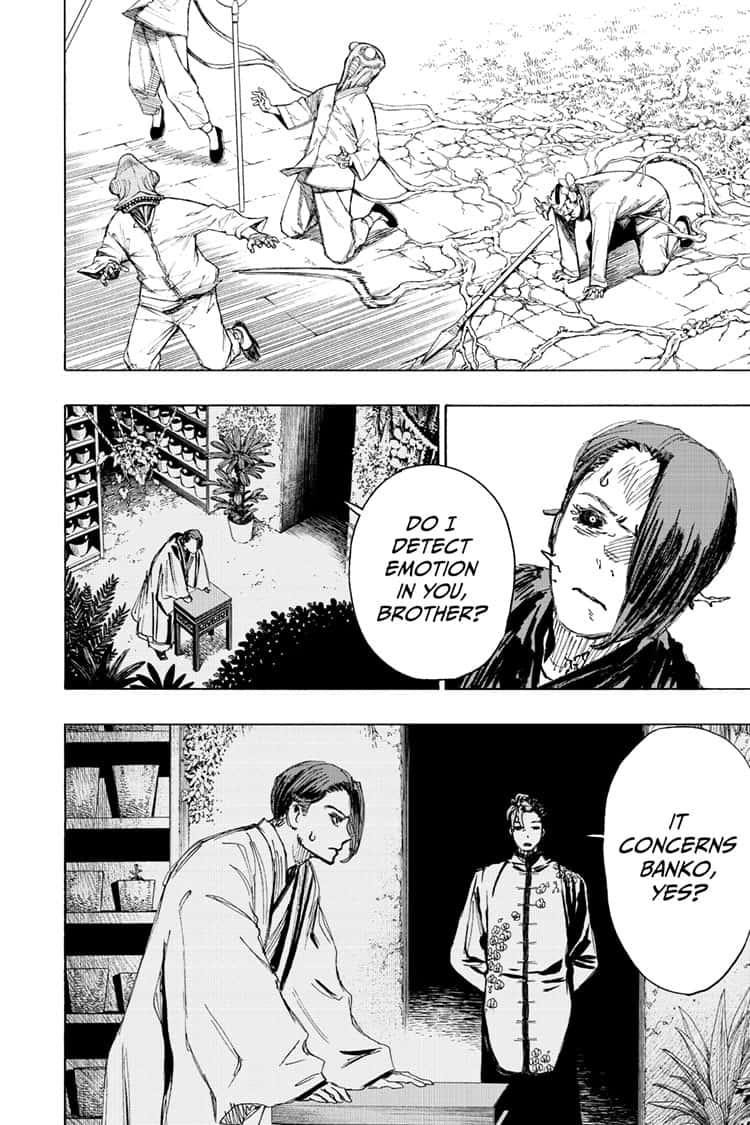 DO I
DETECT
EMOTION
IN YOU,
BROTHER?
IT
CONCERNS
BANKO,
YES?